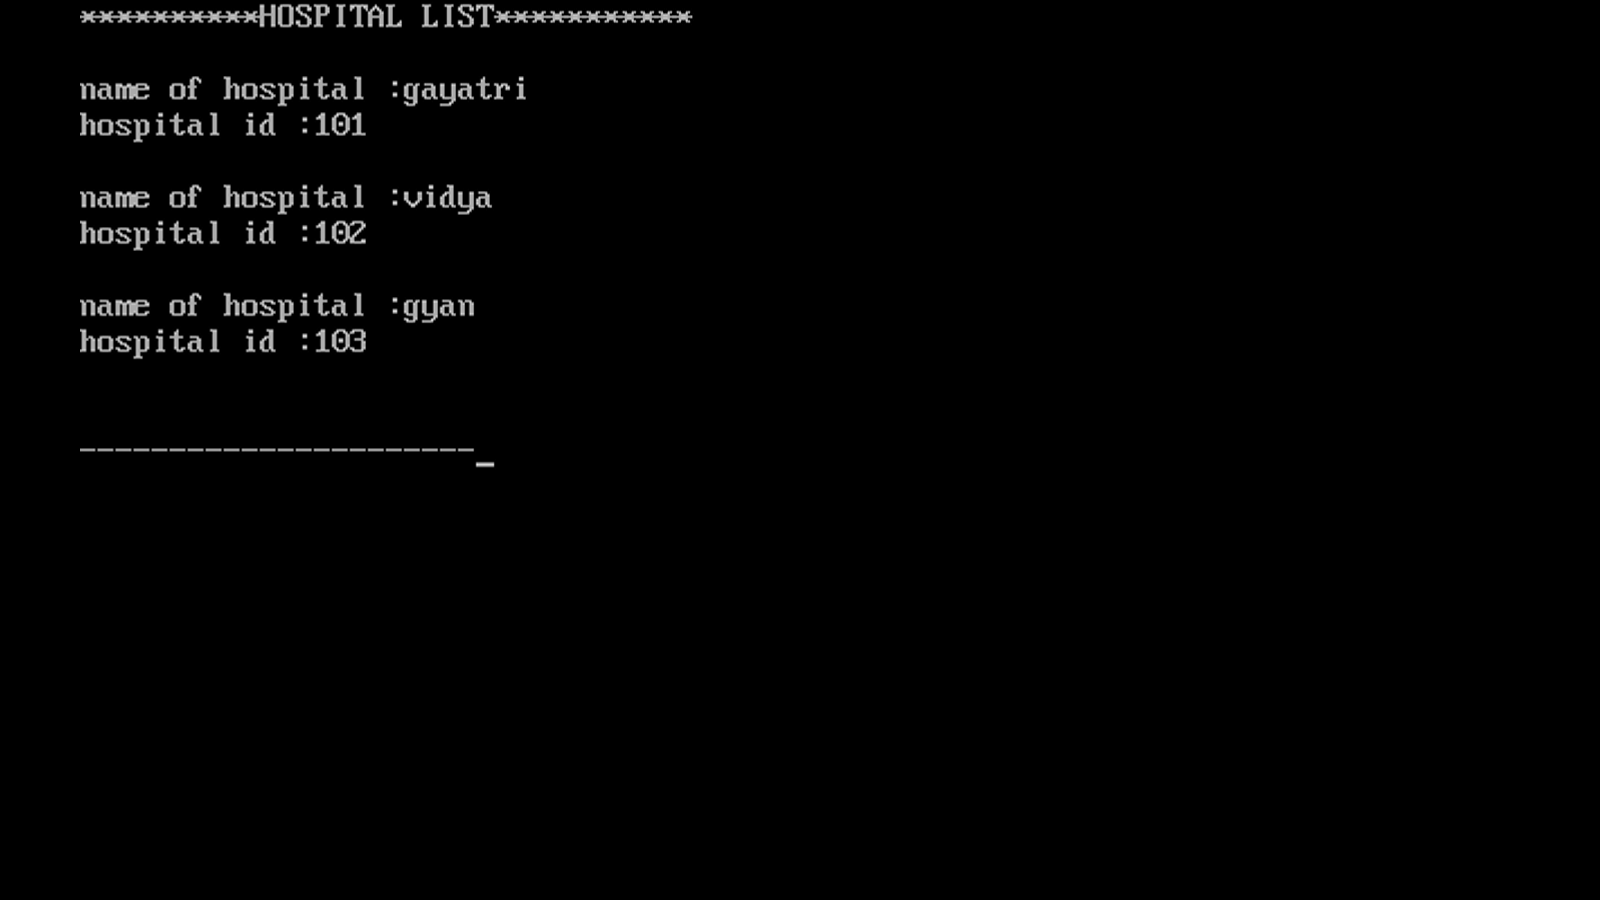 **********HOSPITAL LIST***********
name of hospital :gayatri
hospital id :101
name of hospital :vidya
hospital id :102
name of hospital :gyan
hospital id :103
----------------------_